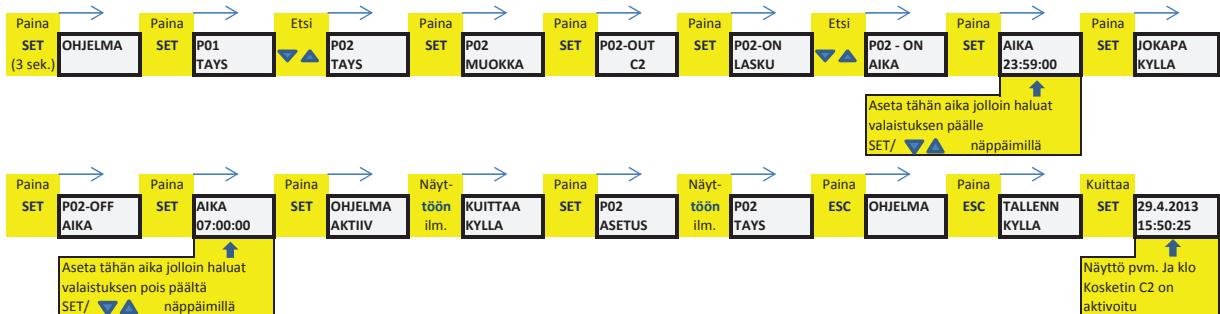 Paina
SET
(3 sek.)
OHJELMA
Paina
SET
P01
TAYS
Etsi
P02
TAYS
Paina
SET
P02
MUOKKA
Paina
SET
P02-OUT
C2
Paina
SET
P02-ON
LASKU
Etsi
P02 - ON
AIKA
Paina
SET
AIKA
23:59:00
Paina
SET
JOKAPA
KYLLA
Aseta tähän aika jolloin haluat
valaistuksen päälle
SET/ näppäimillä
Paina
SET
P02-OFF
AIKA
Paina
SET
AIKA
07:00:00
Paina
SET
OHJELMA
AKTIIV
Näyt-
töön
ilm.
KUITTAA
KYLLA
Paina
SET
P02
ASETUS
Näyt-
töön
ilm.
P02
TAYS
Paina
ESC
OHJELMA
Paina
ESC
TALLENN
KYLLA
Kuittaa
SET
29.4.2013
15:50:25
Aseta tähän aika jolloin haluat
valaistuksen pois päältä
SET/ näppäimillä
Näyttö pvm. Ja klo
Kosketin C2 on
aktivoitu